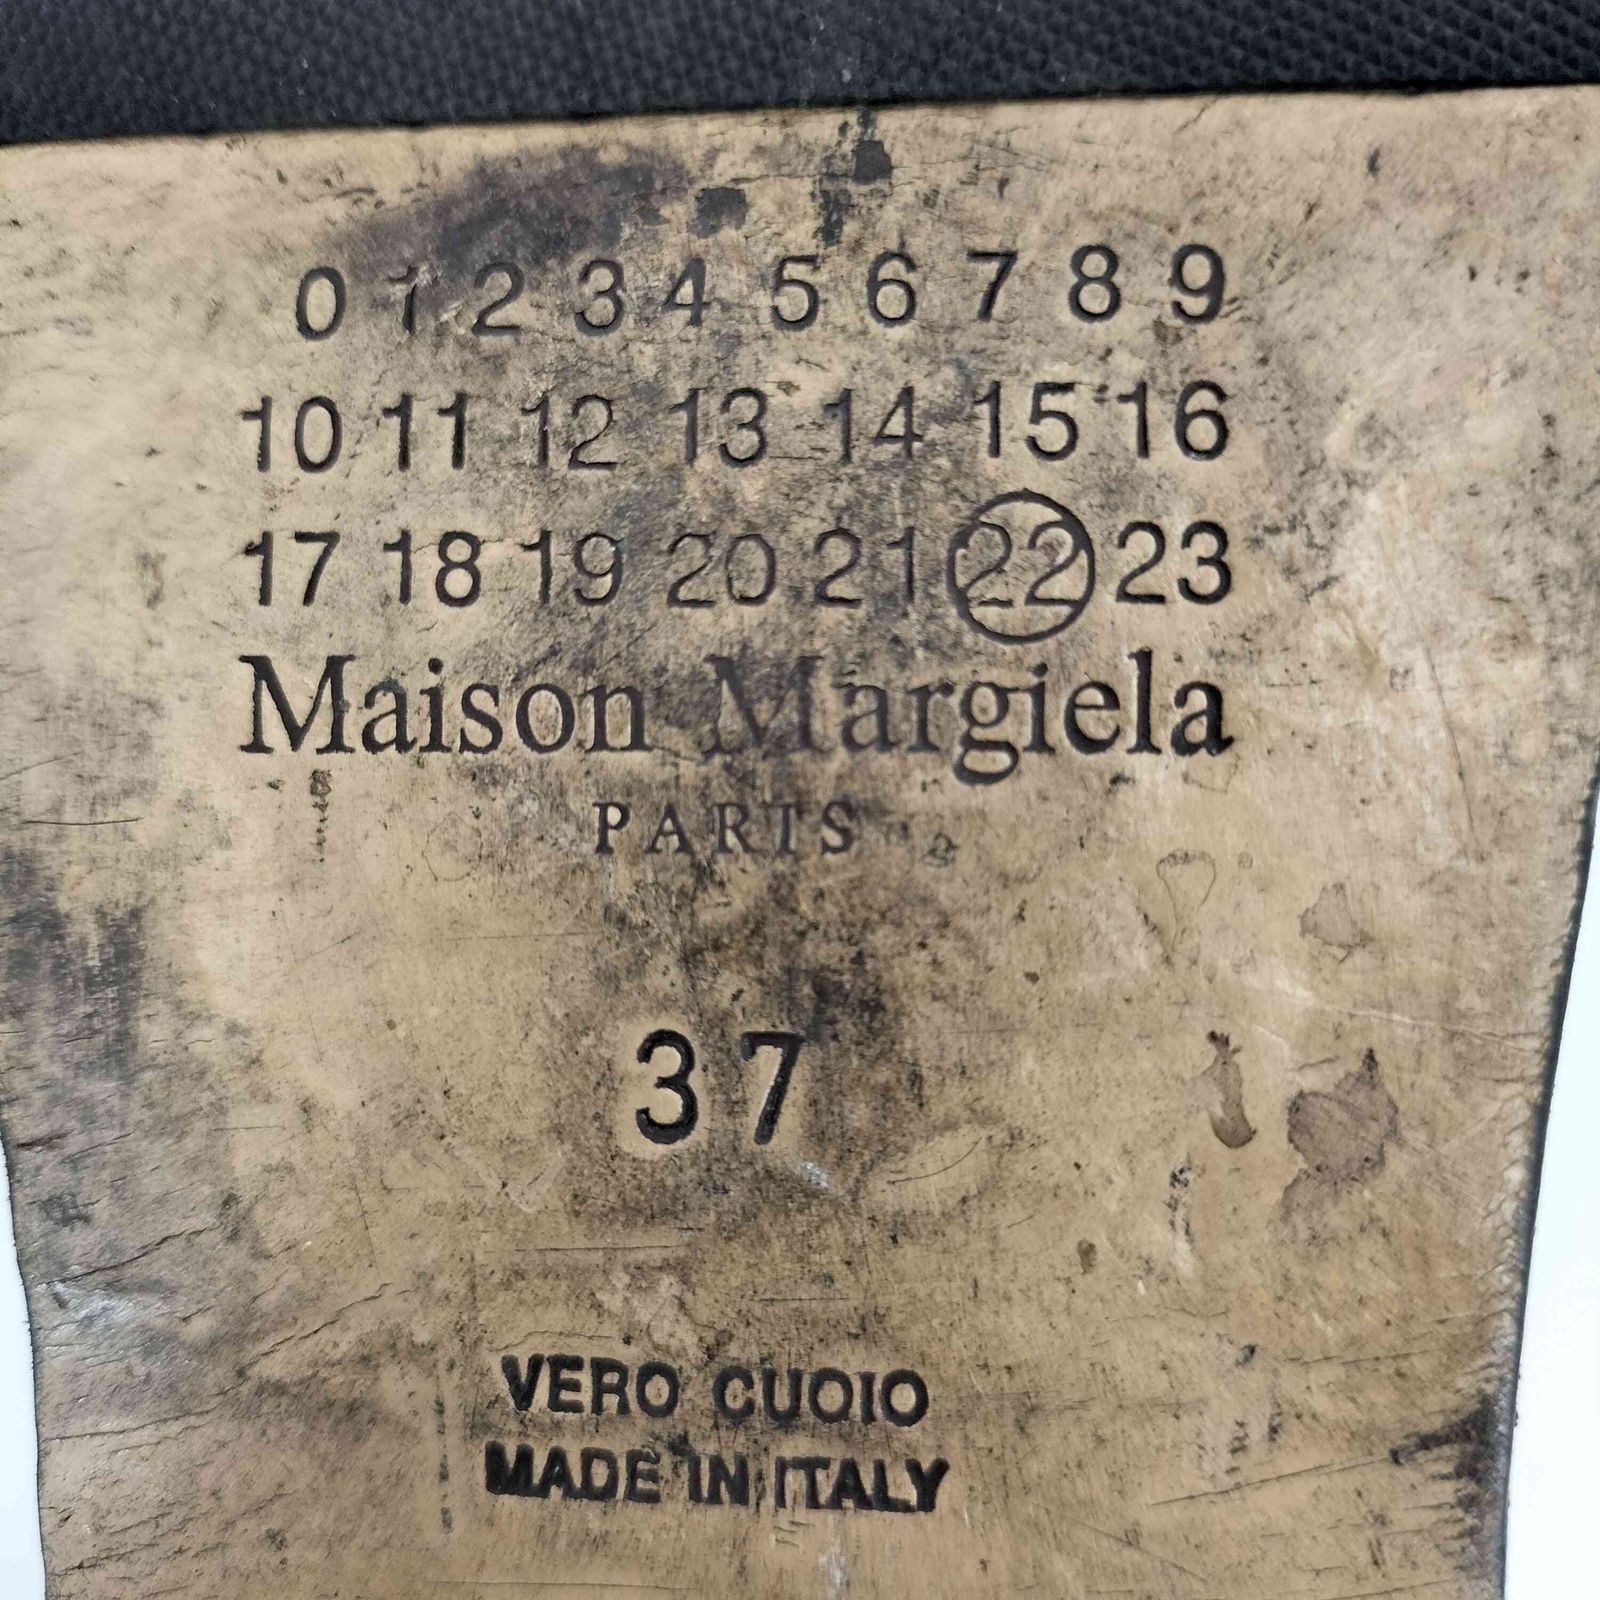 0 1 2 3 4 5 6 7 8 9
10 11 12 13 14 15 16
17 18 19 20 21 22 23
Maison Margiela
PARIS
37
VERO CUOIO
MADE IN ITALY